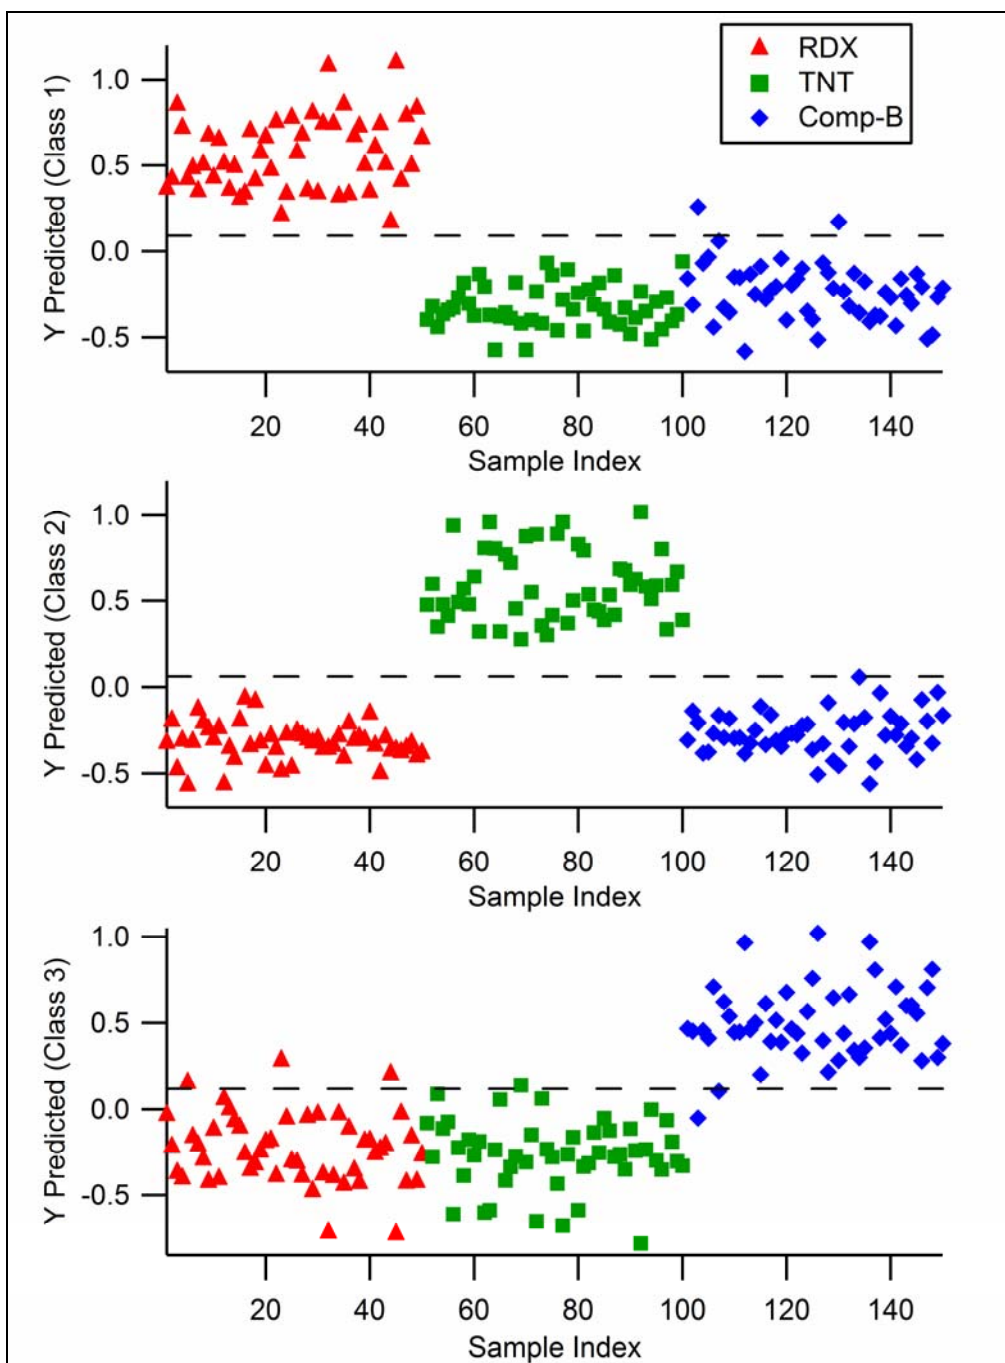 RDX
TNT
Comp-B
Y Predicted (Class 1)
1.0
0.5
0.0
-0.5
20 40 60 80 100 120 140
Sample Index
Y Predicted (Class 2)
1.0
0.5
0.0
-0.5
20 40 60 80 100 120 140
Sample Index
Y Predicted (Class 3)
1.0
0.5
0.0
-0.5
20 40 60 80 100 120 140
Sample Index